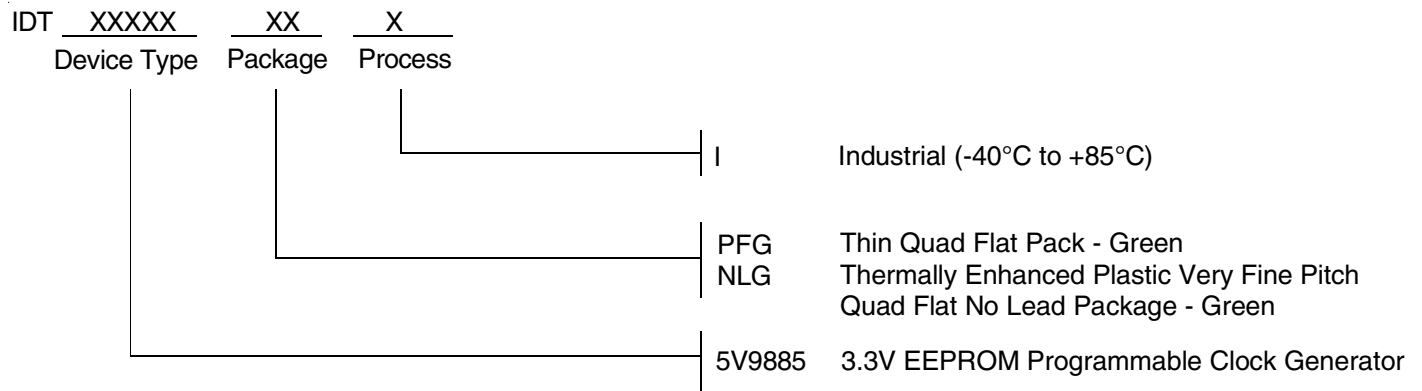 IDT XXXXX XX X
Device Type Package Process
I Industrial (-40°C to +85°C)
PFG Thin Quad Flat Pack - Green
NLG Thermally Enhanced Plastic Very Fine Pitch
Quad Flat No Lead Package - Green
5V9885 3.3V EEPROM Programmable Clock Generator